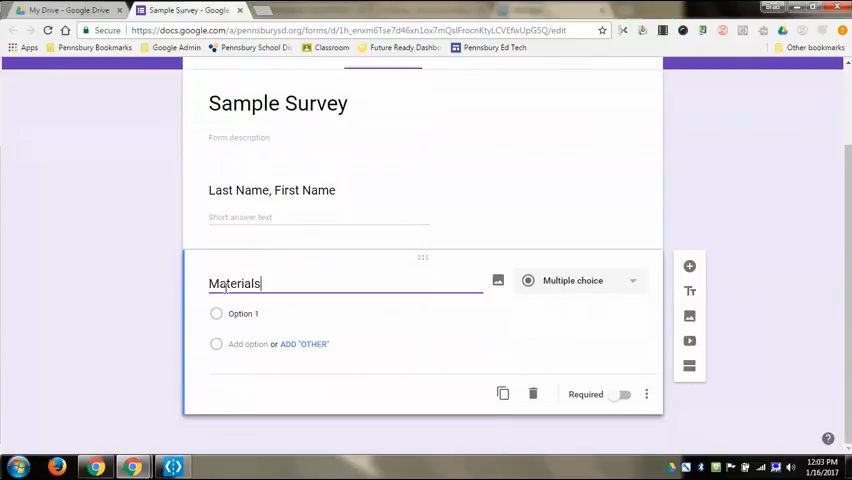 Brad
My Drive - Google Drive
Sample Survey - Google
Secure
https://docs.google.com/a/pennsburysd.org/forms/d/1h_enxm6Tse7d46xn1ox7mQslFrocnKtyLCVEfwUpG5Q/edit
Apps
Pennsbury Bookmarks
Google Admin
Pennsbury School Di
Classroom
Future Ready Dashbo
Pennsbury Ed Tech
Other bookmarks
Sample Survey
Form description
Last Name, First Name
Short answer text
Materials
Multiple choice
Option 1
Add option or ADD "OTHER"
Required
12:03 PM
1/16/2017